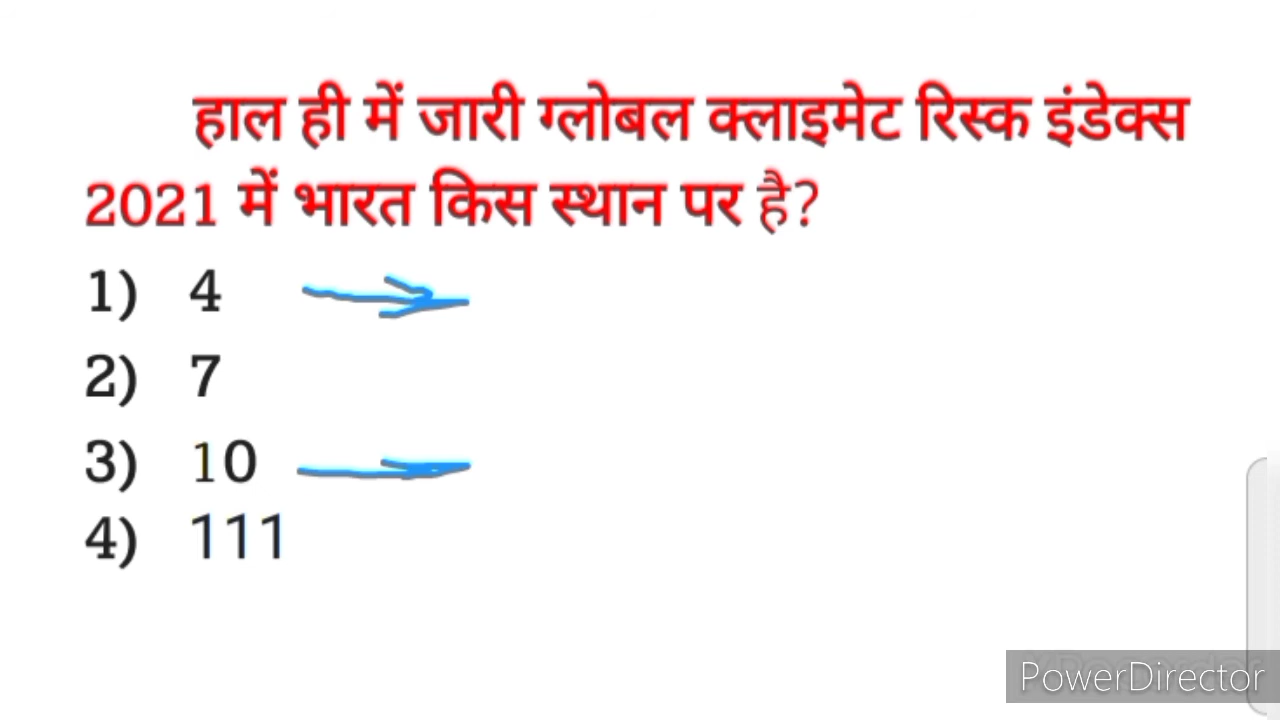 हाल ही में जारी ग्लोबल क्लाइमेट रिस्क इंडेक्स
2021 में भारत किस स्थान पर है?
1) 4
2) 7
3) 10
4) 111
PowerDirector